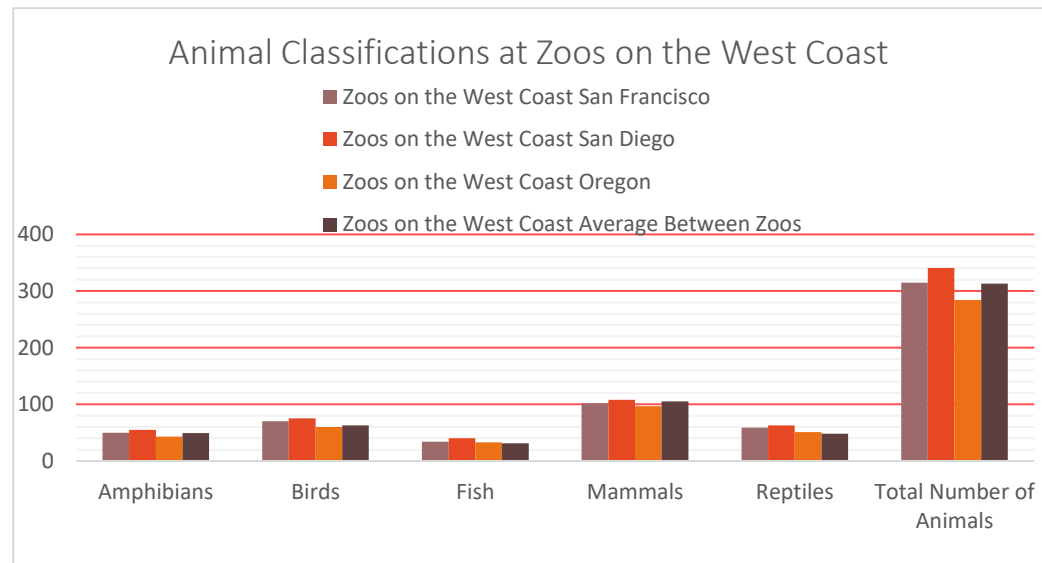 Animal Classifications at Zoos on the West Coast
Zoos on the West Coast San Francisco
Zoos on the West Coast San Diego
Zoos on the West Coast Oregon
Zoos on the West Coast Average Between Zoos
400
300
200
100
0
Amphibians
Birds
Fish
Mammals
Reptiles
Total Number of
Animals